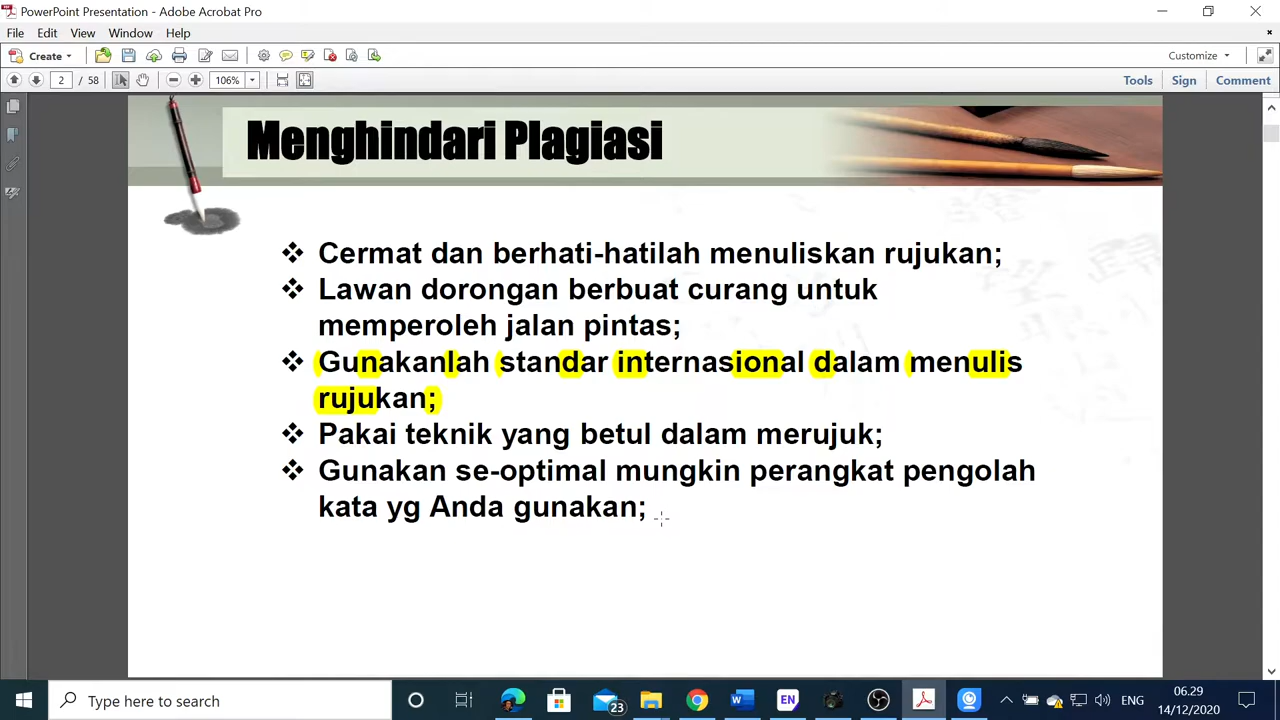 PowerPoint Presentation - Adobe Acrobat Pro
File Edit View Window Help
Create Customize
2 / 58 106% Tools Sign Comment
Menghindari Plagiasi
❖ Cermat dan berhati-hatilah menuliskan rujukan;
❖ Lawan dorongan berbuat curang untuk
memperoleh jalan pintas;
❖ Gunakanlah standar internasional dalam menulis
rujukan;
❖ Pakai teknik yang betul dalam merujuk;
❖ Gunakan se-optimal mungkin perangkat pengolah
kata yg Anda gunakan;
Type here to search 23 EN ENG 06.29
14/12/2020